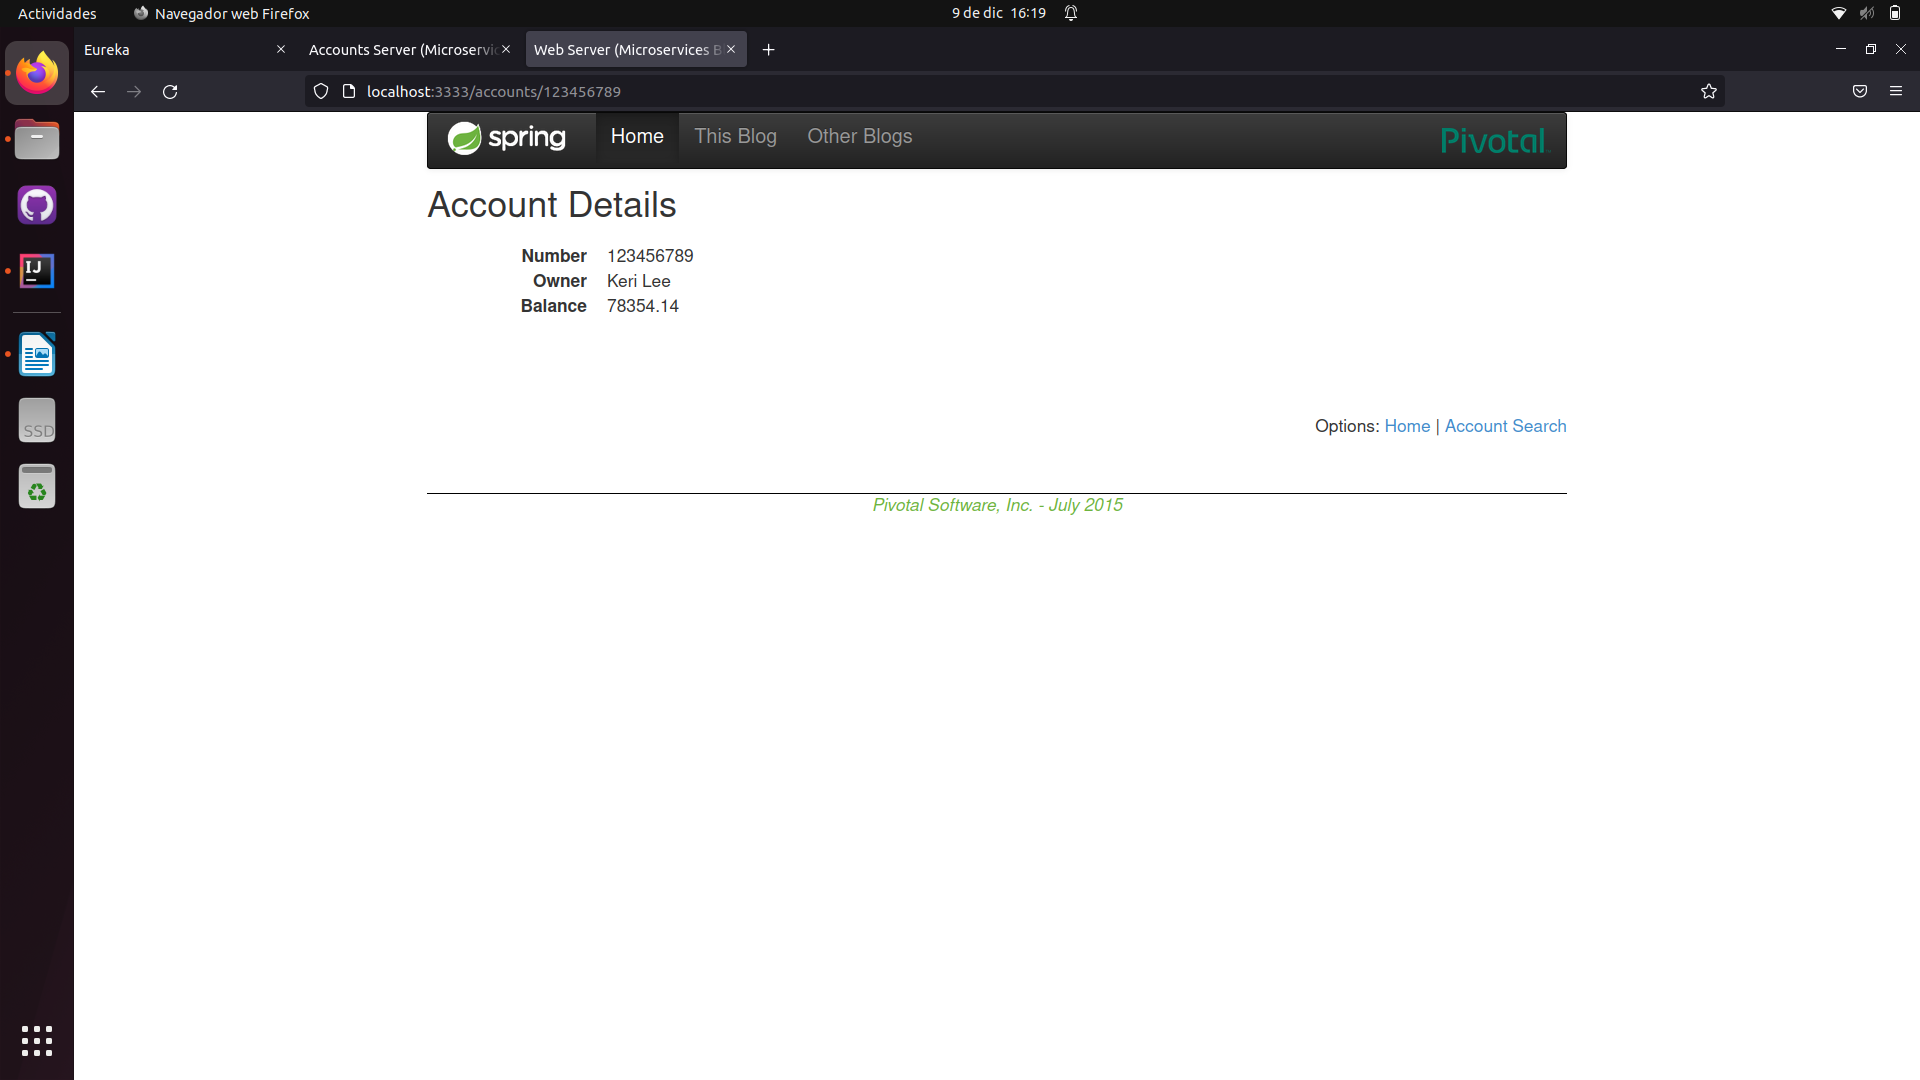 Actividades Navegador web Firefox 9 de dic 16:19
Eureka Accounts Server (Microservic Web Server (Microservices B
localhost:3333/accounts/123456789
spring Home This Blog Other Blogs Pivotal
Account Details
Number 123456789
Owner Keri Lee
Balance 78354.14
Options: Home | Account Search
Pivotal Software, Inc. - July 2015
IJ
SSD